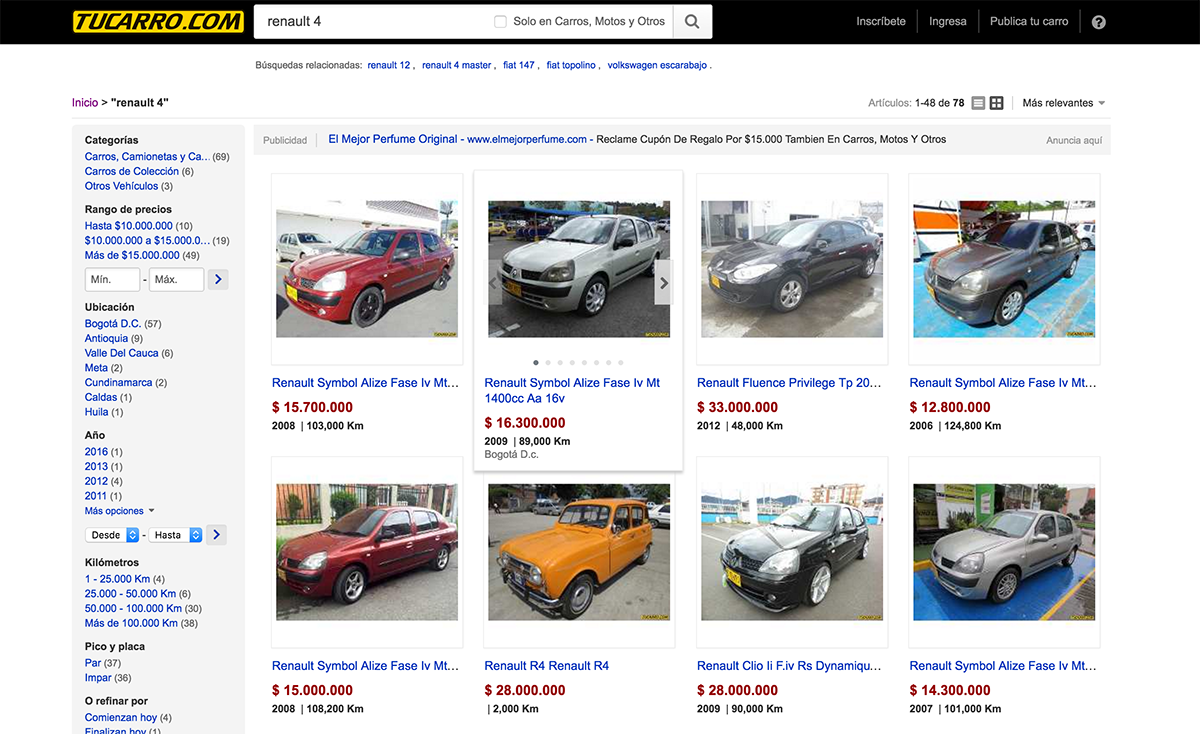 TUCARRO.COM
renault 4
Solo en Carros, Motos y Otros
Inscríbete
Ingresa
Publica tu carro
?
Búsquedas relacionadas: renault 12 , renault 4 master , fiat 147 , fiat topolino , volkswagen escarabajo .
Inicio > "renault 4"
Artículos: 1-48 de 78
Más relevantes
Categorías
Carros, Camionetas y Ca... (69)
Carros de Colección (6)
Otros Vehículos (3)
Rango de precios
Hasta $10.000.000 (10)
$10.000.000 a $15.000.0... (19)
Más de $15.000.000 (49)
Mín. - Máx.
Ubicación
Bogotá D.C. (57)
Antioquia (9)
Valle Del Cauca (6)
Meta (2)
Cundinamarca (2)
Caldas (1)
Huila (1)
Año
2016 (1)
2013 (1)
2012 (4)
2011 (1)
Más opciones
Desde - Hasta
Kilómetros
1 - 25.000 Km (4)
25.000 - 50.000 Km (6)
50.000 - 100.000 Km (30)
Más de 100.000 Km (38)
Pico y placa
Par (37)
Impar (36)
O refinar por
Comienzan hoy (4)
Finalizan hoy (1)
Publicidad
El Mejor Perfume Original - www.elmejorperfume.com - Reclame Cupón De Regalo Por $15.000 Tambien En Carros, Motos Y Otros
Anuncia aquí
Renault Symbol Alize Fase Iv Mt...
$ 15.700.000
2008 | 103,000 Km
Renault Symbol Alize Fase Iv Mt
1400cc Aa 16v
$ 16.300.000
2009 | 89,000 Km
Bogotá D.c.
Renault Fluence Privilege Tp 20...
$ 33.000.000
2012 | 48,000 Km
Renault Symbol Alize Fase Iv Mt...
$ 12.800.000
2006 | 124,800 Km
Renault Symbol Alize Fase Iv Mt...
$ 15.000.000
2008 | 108,200 Km
Renault R4 Renault R4
$ 28.000.000
| 2,000 Km
Renault Clio Ii F.iv Rs Dynamiqu...
$ 28.000.000
2009 | 90,000 Km
Renault Symbol Alize Fase Iv Mt...
$ 14.300.000
2007 | 101,000 Km